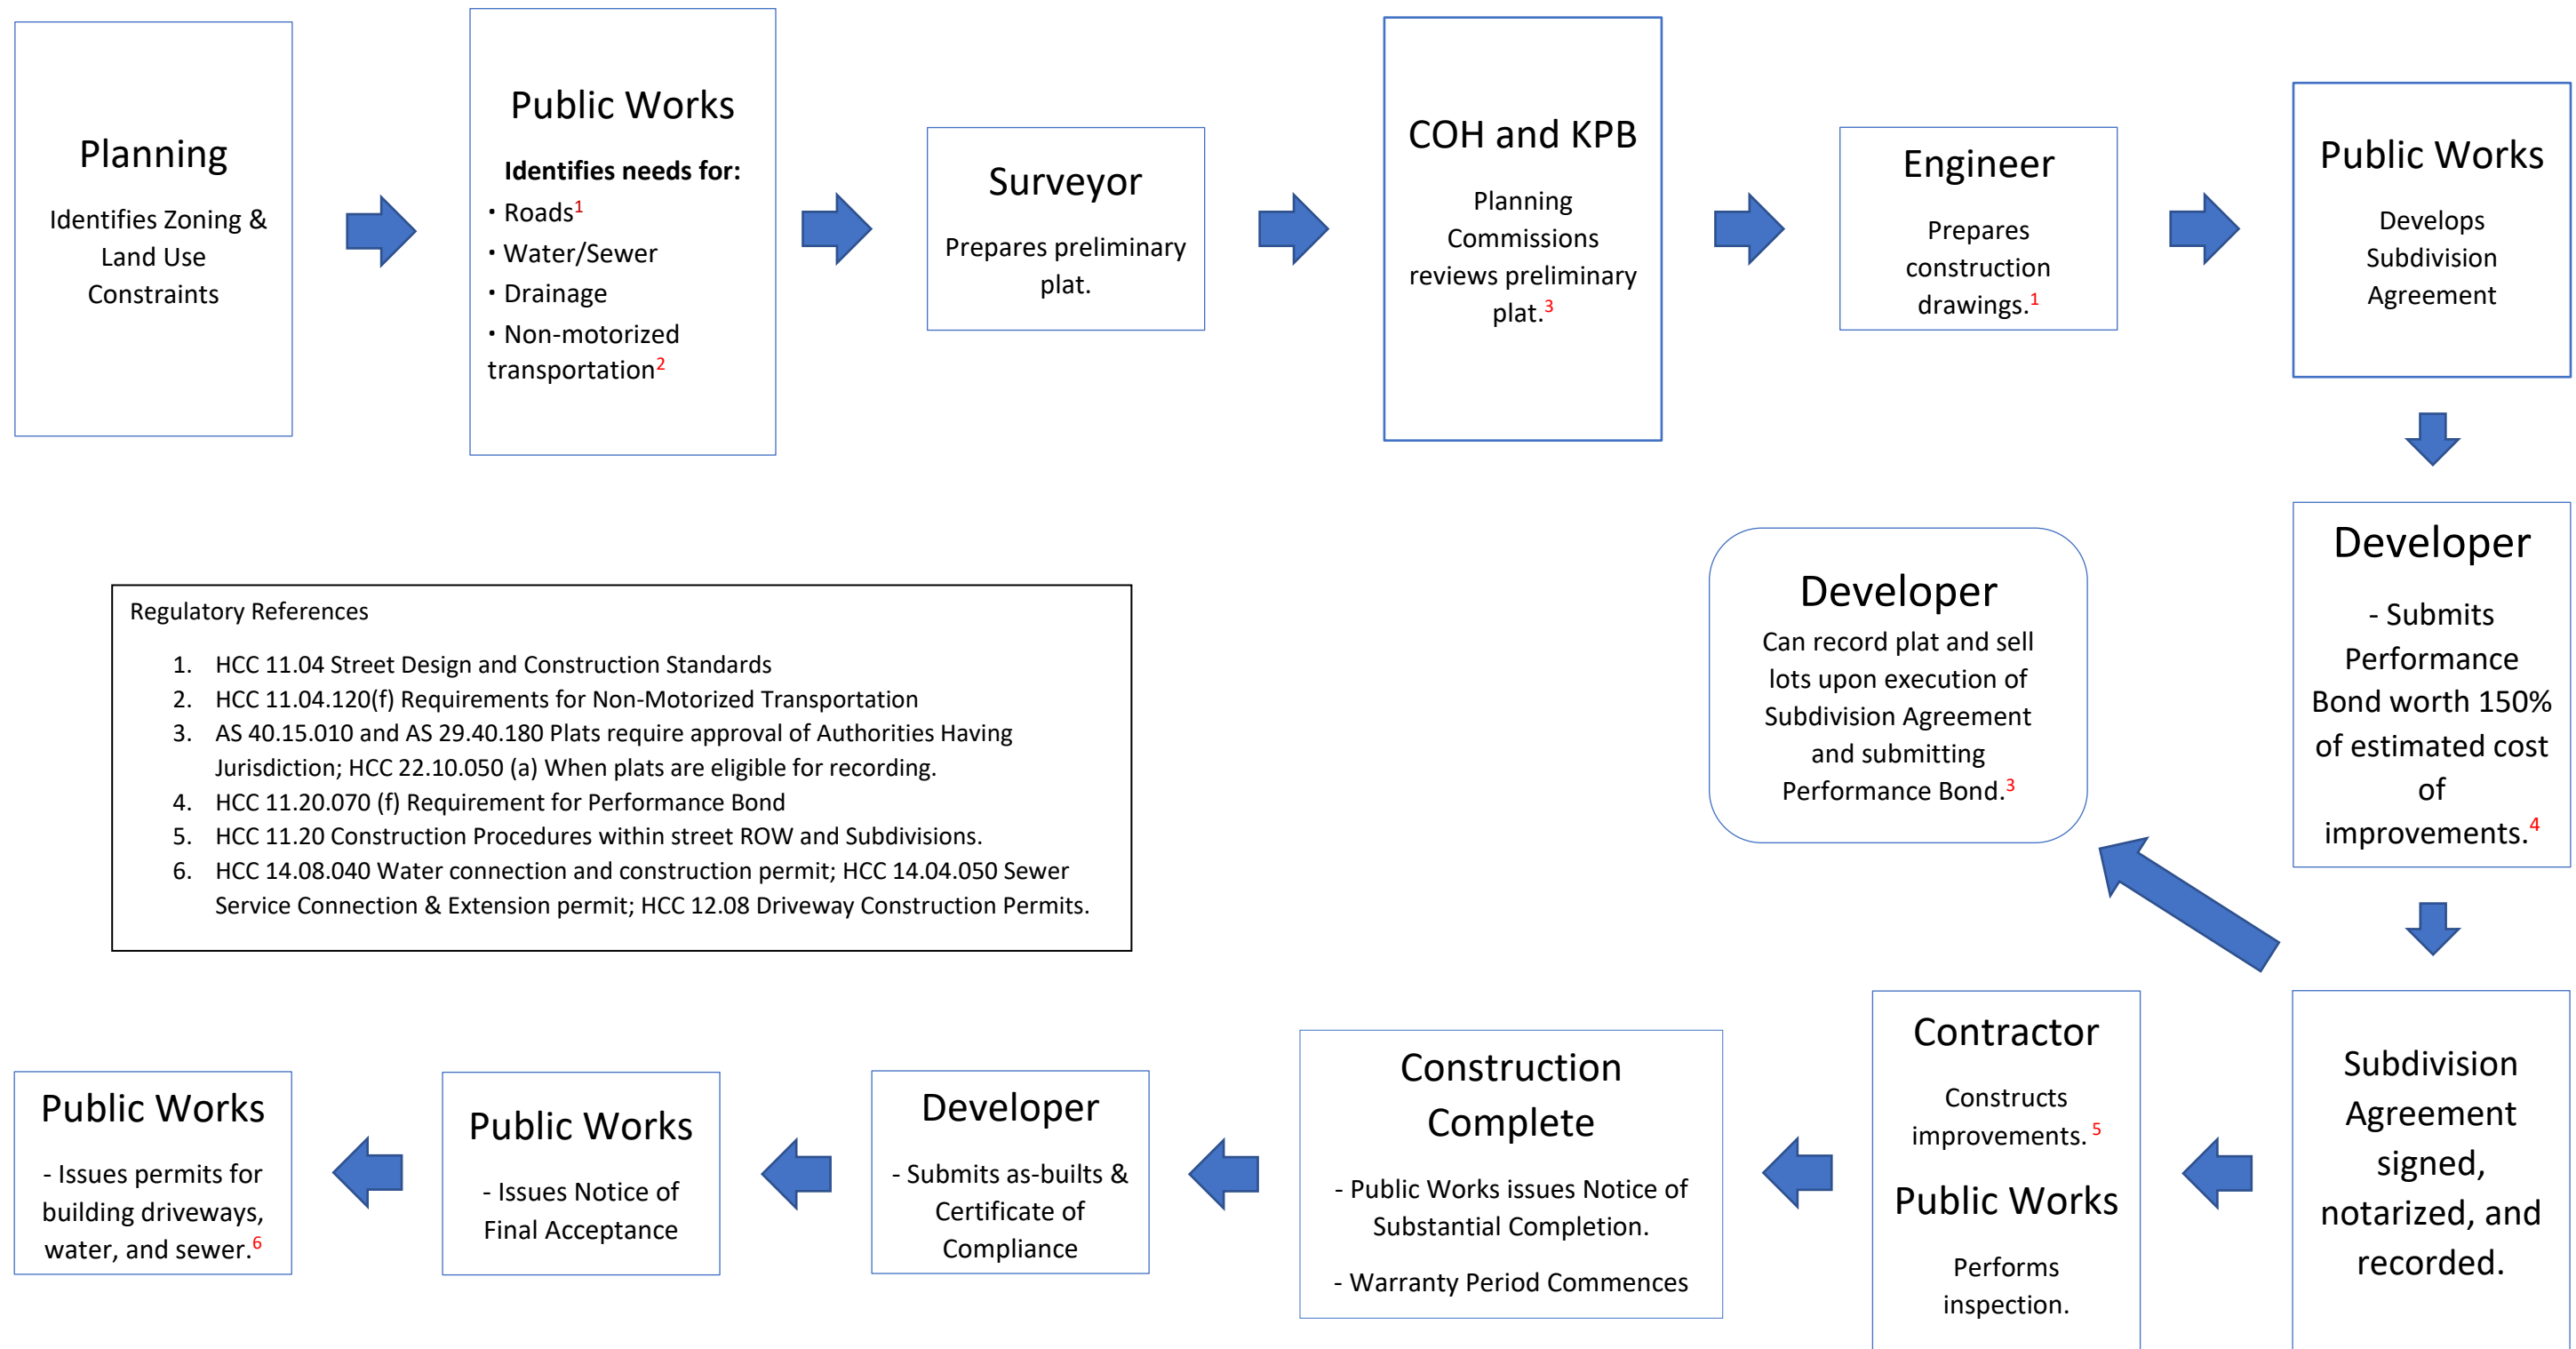 Planning
Identifies Zoning &
Land Use
Constraints
Public Works
Identifies needs for:
· Roads1
· Water/Sewer
· Drainage
· Non-motorized
transportation2
Surveyor
Prepares preliminary
plat.
COH and KPB
Planning
Commissions
reviews preliminary
plat.3
Engineer
Prepares
construction
drawings.1
Public Works
Develops
Subdivision
Agreement
Developer
- Submits
Performance
Bond worth 150%
of estimated cost
of
improvements.4
Developer
Can record plat and sell
lots upon execution of
Subdivision Agreement
and submitting
Performance Bond.3
Regulatory References
1. HCC 11.04 Street Design and Construction Standards
2. HCC 11.04.120(f) Requirements for Non-Motorized Transportation
3. AS 40.15.010 and AS 29.40.180 Plats require approval of Authorities Having
Jurisdiction; HCC 22.10.050 (a) When plats are eligible for recording.
4. HCC 11.20.070 (f) Requirement for Performance Bond
5. HCC 11.20 Construction Procedures within street ROW and Subdivisions.
6. HCC 14.08.040 Water connection and construction permit; HCC 14.04.050 Sewer
Service Connection & Extension permit; HCC 12.08 Driveway Construction Permits.
Subdivision
Agreement
signed,
notarized, and
recorded.
Contractor
Constructs
improvements. 5
Public Works
Performs
inspection.
Construction
Complete
- Public Works issues Notice of
Substantial Completion.
- Warranty Period Commences
Developer
- Submits as-builts &
Certificate of
Compliance
Public Works
- Issues Notice of
Final Acceptance
Public Works
- Issues permits for
building driveways,
water, and sewer.6